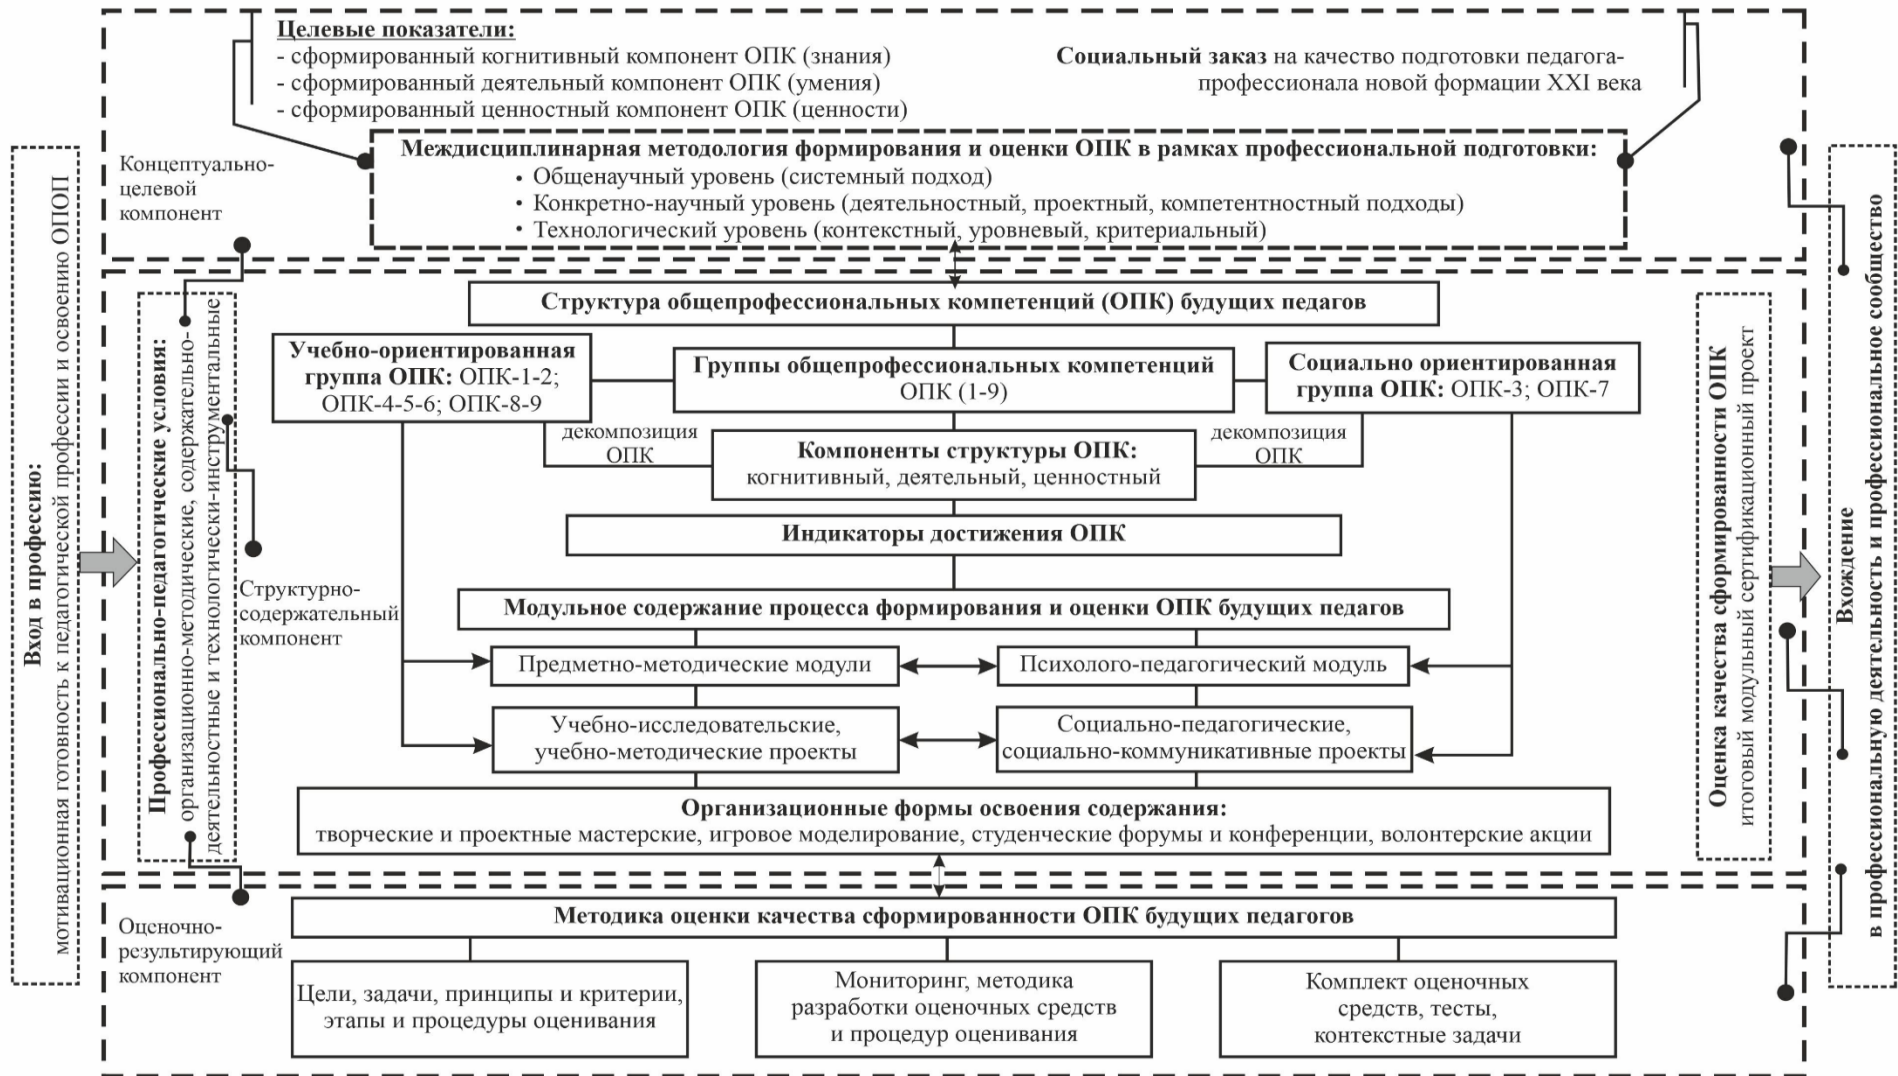 Целевые показатели:
- сформированный когнитивный компонент ОПК (знания)
- сформированный деятельный компонент ОПК (умения)
- сформированный ценностный компонент ОПК (ценности)
Социальный заказ на качество подготовки педагога-
профессионала новой формации XXI века
Междисциплинарная методология формирования и оценки ОПК в рамках профессиональной подготовки:
• Общенаучный уровень (системный подход)
• Конкретно-научный уровень (деятельностный, проектный, компетентностный подходы)
• Технологический уровень (контекстный, уровневый, критериальный)
Концептуально-
целевой
компонент
Вход в профессию:
мотивационная готовность к педагогической профессии и освоению ОПОП
Профессионально-педагогические условия:
организационно-методические, содержательно-
деятельностные и технологически-инструментальные
Структура общепрофессиональных компетенций (ОПК) будущих педагов
Учебно-ориентированная
группа ОПК: ОПК-1-2;
ОПК-4-5-6; ОПК-8-9
Группы общепрофессиональных компетенций
ОПК (1-9)
Социально ориентированная
группа ОПК: ОПК-3; ОПК-7
декомпозиция
ОПК
Компоненты структуры ОПК:
когнитивный, деятельный, ценностный
декомпозиция
ОПК
Индикаторы достижения ОПК
Структурно-
содержательный
компонент
Модульное содержание процесса формирования и оценки ОПК будущих педагов
Предметно-методические модули
Психолого-педагогический модуль
Учебно-исследовательские,
учебно-методические проекты
Социально-педагогические,
социально-коммуникативные проекты
Организационные формы освоения содержания:
творческие и проектные мастерские, игровое моделирование, студенческие форумы и конференции, волонтерские акции
Оценка качества сформированности ОПК
итоговый модульный сертификационный проект
Вхождение
в профессиональную деятельность и профессиональное сообщество
Оценочно-
результирующий
компонент
Методика оценки качества сформированности ОПК будущих педагогов
Цели, задачи, принципы и критерии,
этапы и процедуры оценивания
Мониторинг, методика
разработки оценочных средств
и процедур оценивания
Комплект оценочных
средств, тесты,
контекстные задачи